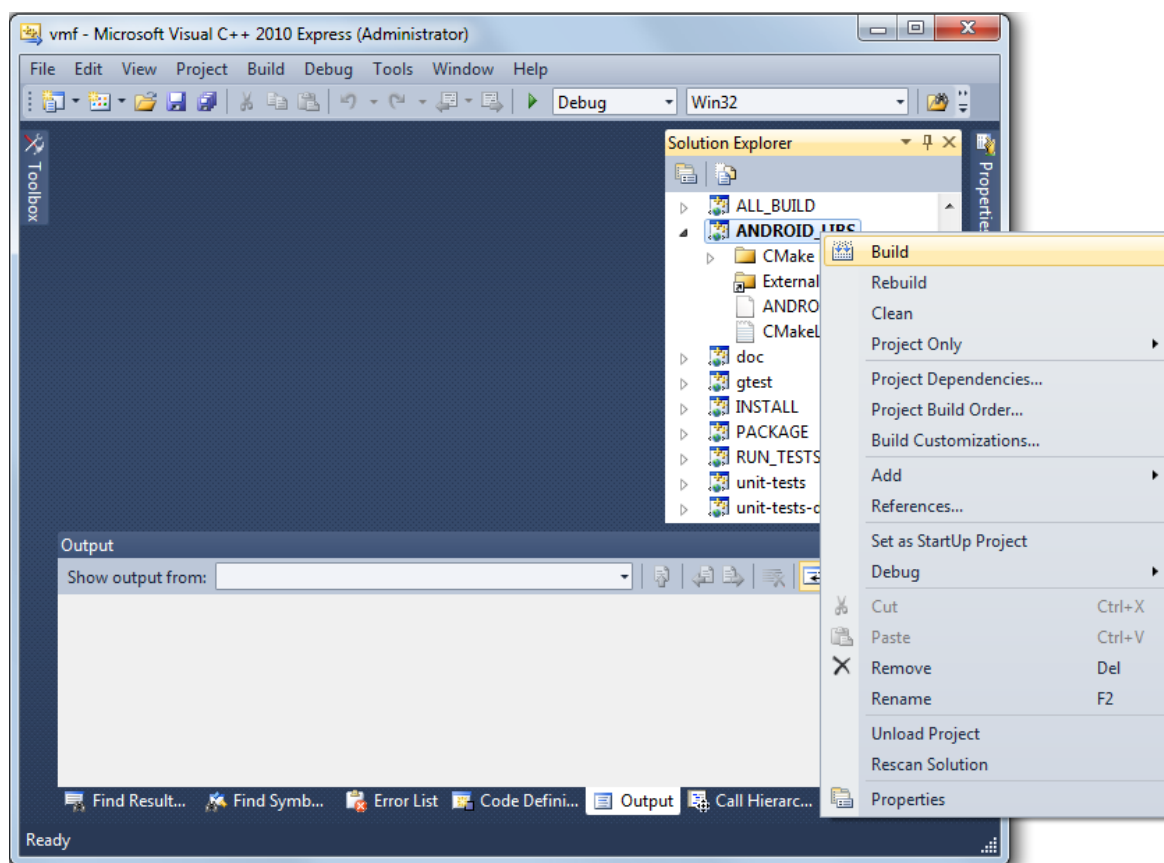 vmf - Microsoft Visual C++ 2010 Express (Administrator)
File Edit View Project Build Debug Tools Window Help
Debug Win32
Toolbox
Solution Explorer
Properties
ALL_BUILD
ANDROID_LIBS
CMake
External
ANDRO
CMakeL
doc
gtest
INSTALL
PACKAGE
RUN_TESTS
unit-tests
unit-tests-c
Build
Rebuild
Clean
Project Only
Project Dependencies...
Project Build Order...
Build Customizations...
Add
References...
Set as StartUp Project
Debug
Cut Ctrl+X
Paste Ctrl+V
Remove Del
Rename F2
Unload Project
Rescan Solution
Properties
Output
Show output from:
Find Result... Find Symb... Error List Code Defini... Output Call Hierarc...
Ready